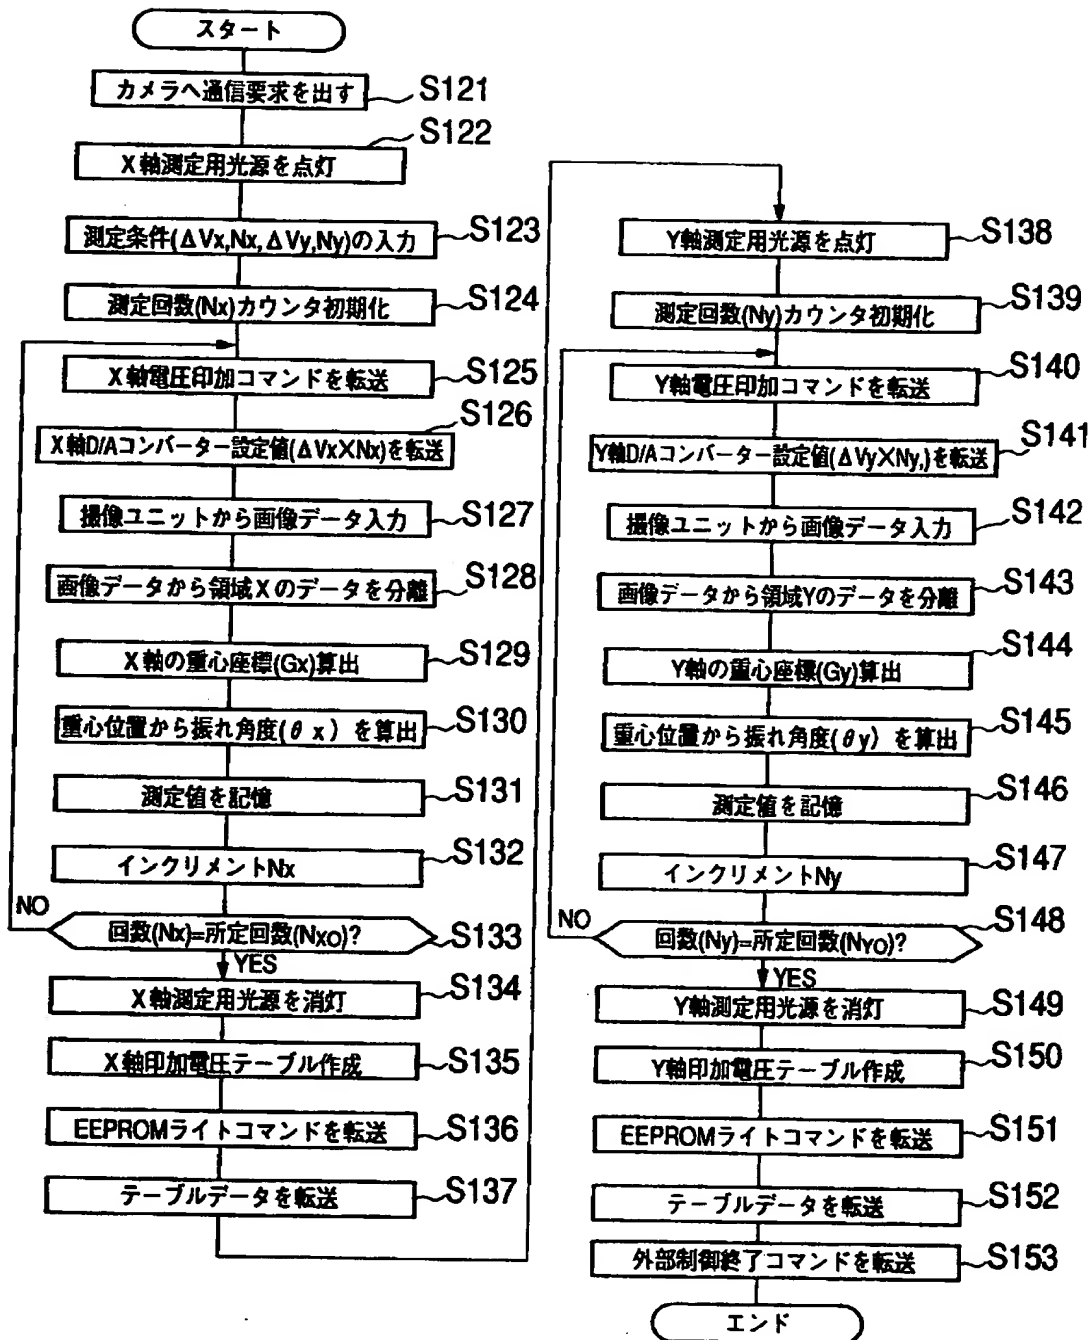 スタート
カメラへ通信要求を出す S121
X軸測定用光源を点灯 S122
測定条件(ΔVx,Nx,ΔVy,Ny)の入力 S123
測定回数(Nx)カウンタ初期化 S124
X軸電圧印加コマンドを転送 S125
X軸D/Aコンバーター設定値(ΔVx×Nx)を転送 S126
撮像ユニットから画像データ入力 S127
画像データから領域Xのデータを分離 S128
X軸の重心座標(Gx)算出 S129
重心位置から振れ角度(θx)を算出 S130
測定値を記憶 S131
インクリメントNx S132
NO
回数(Nx)=所定回数(NXO)? S133
YES
X軸測定用光源を消灯 S134
X軸印加電圧テーブル作成 S135
EEPROMライトコマンドを転送 S136
テーブルデータを転送 S137
Y軸測定用光源を点灯 S138
測定回数(Ny)カウンタ初期化 S139
Y軸電圧印加コマンドを転送 S140
Y軸D/Aコンバーター設定値(ΔVy×Ny,)を転送 S141
撮像ユニットから画像データ入力 S142
画像データから領域Yのデータを分離 S143
Y軸の重心座標(Gy)算出 S144
重心位置から振れ角度(θy)を算出 S145
測定値を記憶 S146
インクリメントNy S147
NO
回数(Ny)=所定回数(NYO)? S148
YES
Y軸測定用光源を消灯 S149
Y軸印加電圧テーブル作成 S150
EEPROMライトコマンドを転送 S151
テーブルデータを転送 S152
外部制御終了コマンドを転送 S153
エンド